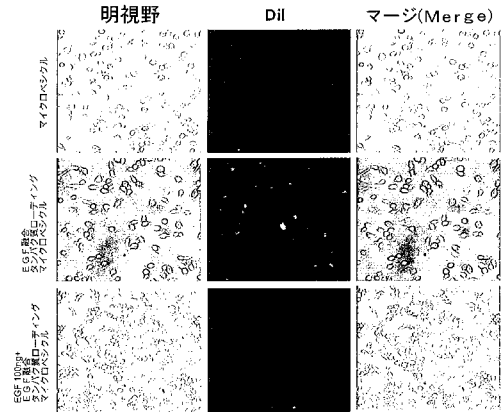 明視野
DiI
マージ(Merge)
マイクロベシクル
EGF融合
タンパク質ローディング
マイクロベシクル
EGF 100ng+
EGF融合
タンパク質ローディング
マイクロベシクル